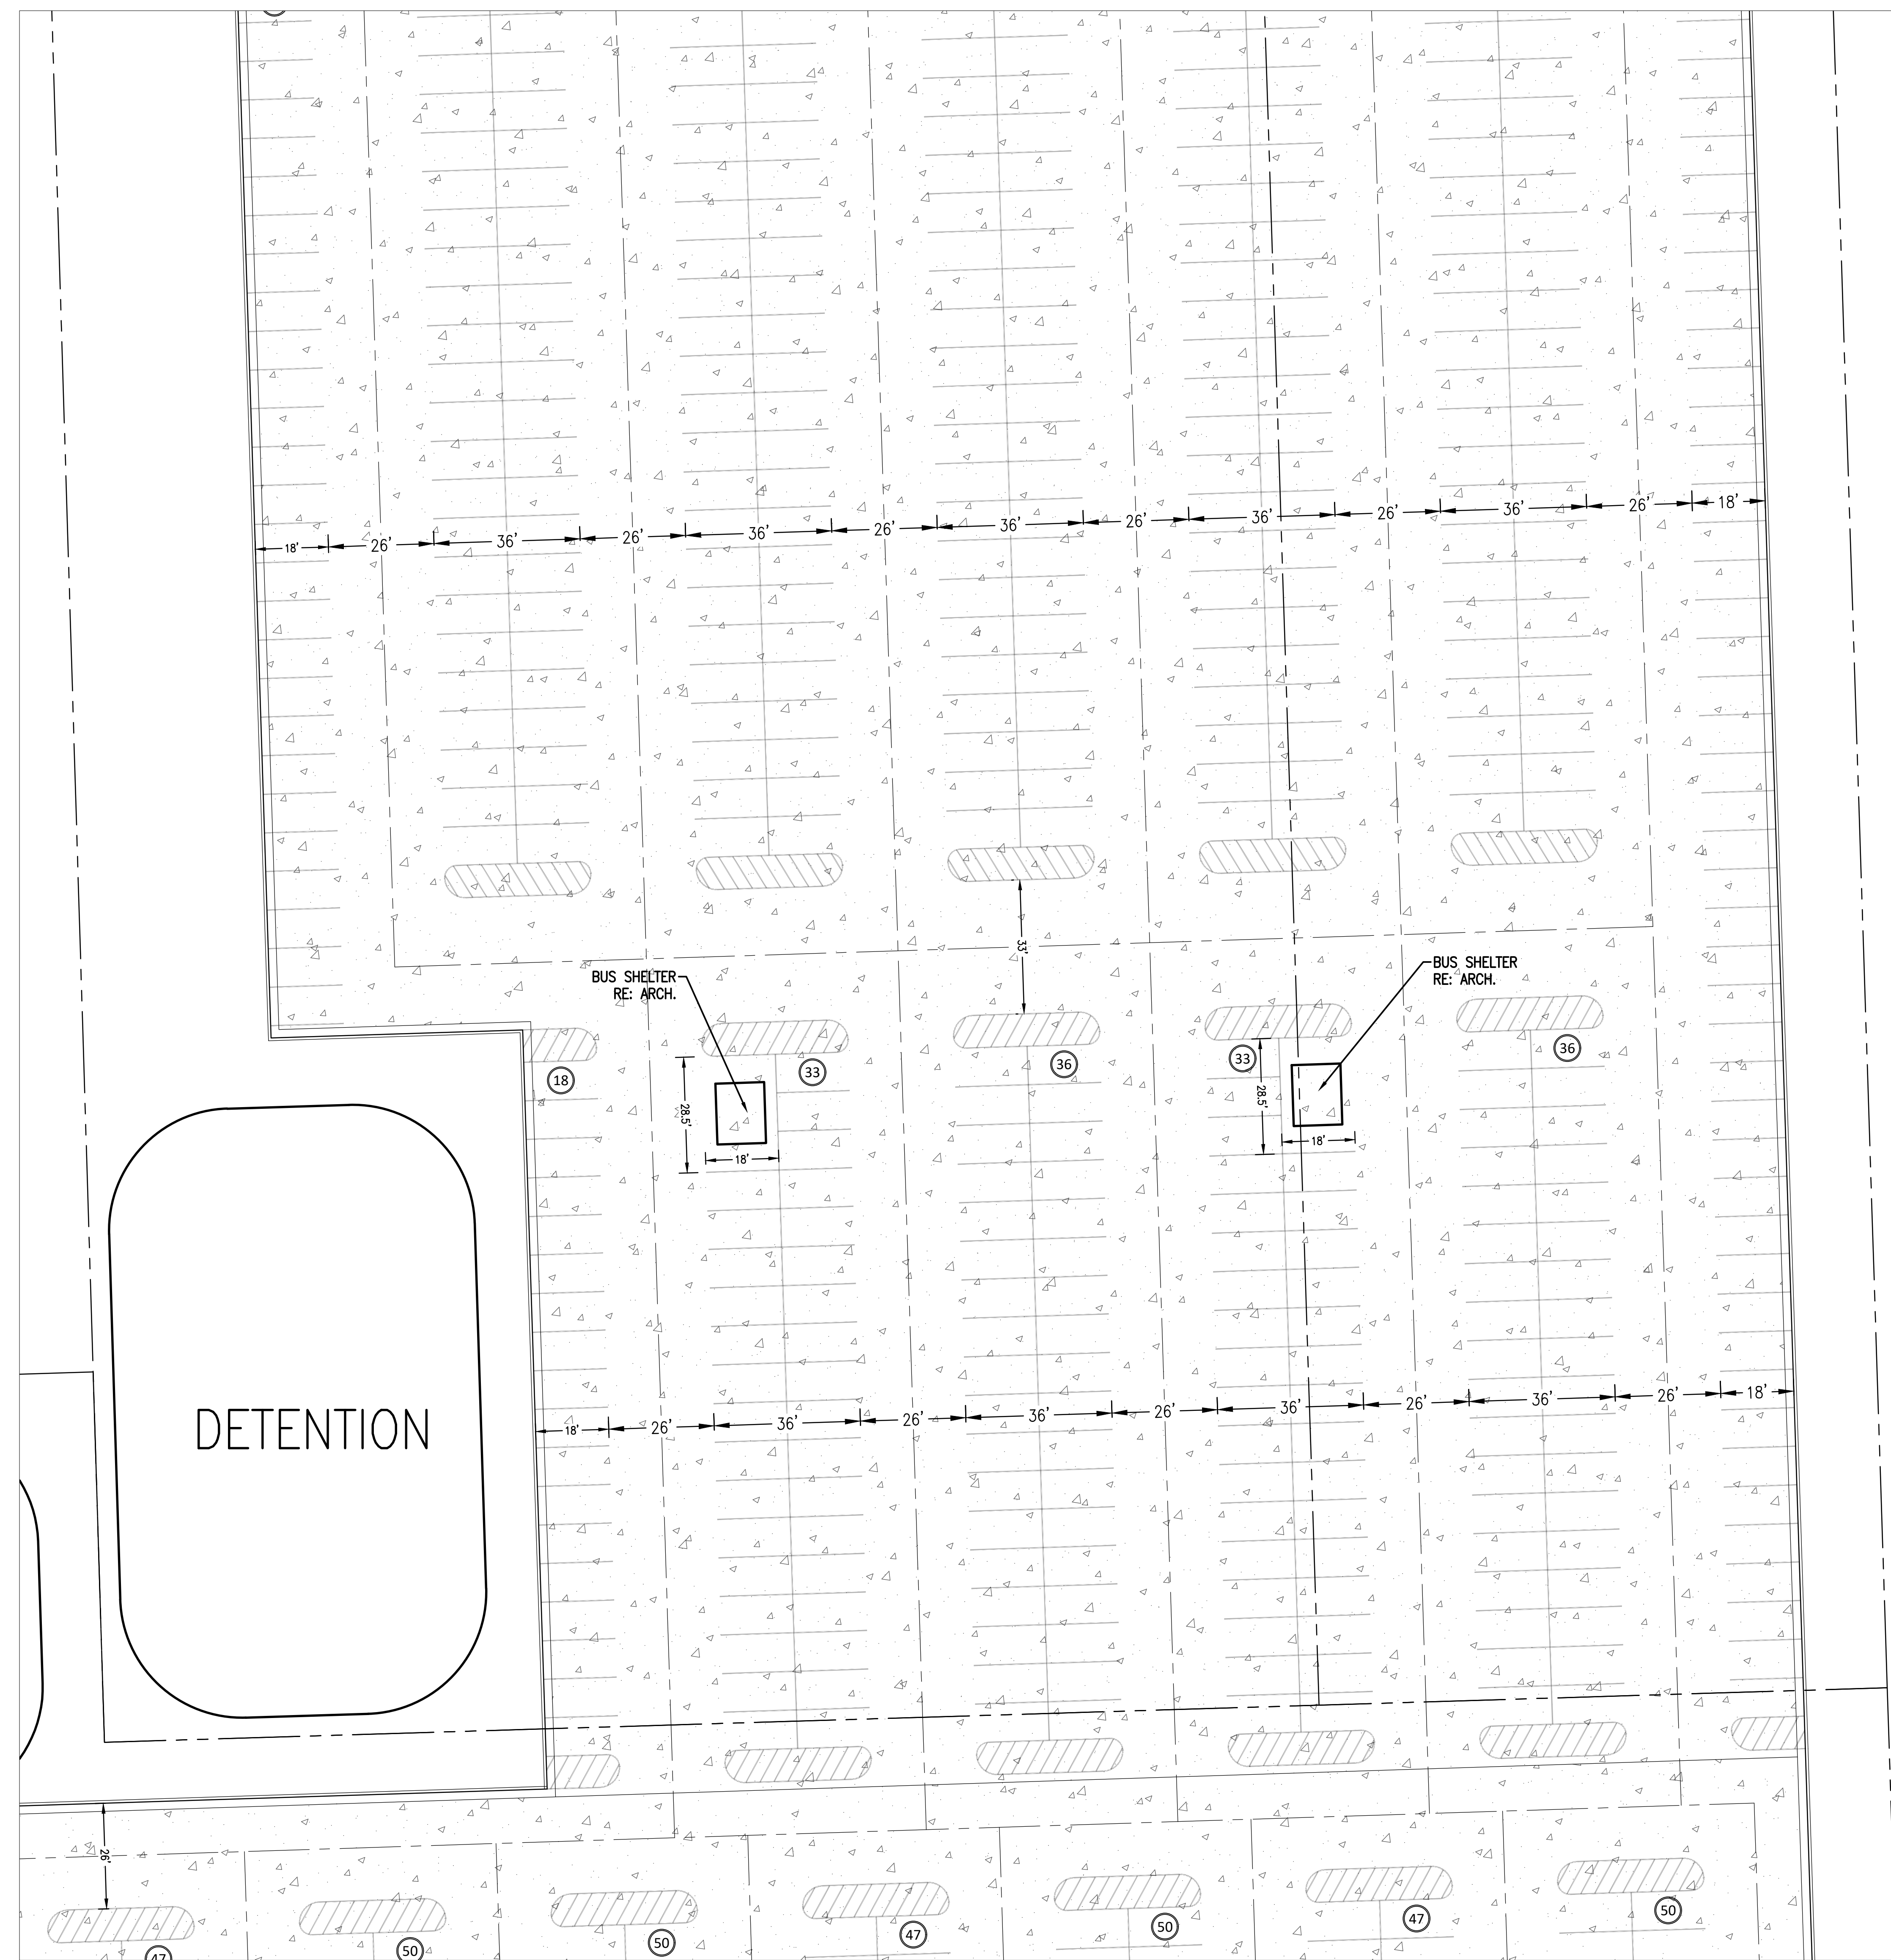 18' 26' 36' 26' 36' 26' 36' 26' 36' 26' 36' 26' 18'
33'
BUS SHELTER
RE: ARCH.
BUS SHELTER
RE: ARCH.
18
33
36
33
36
28.5'
18'
28.5'
18'
18' 26' 36' 26' 36' 26' 36' 26' 36' 26' 18'
DETENTION
26'
47
50
50
47
50
47
50